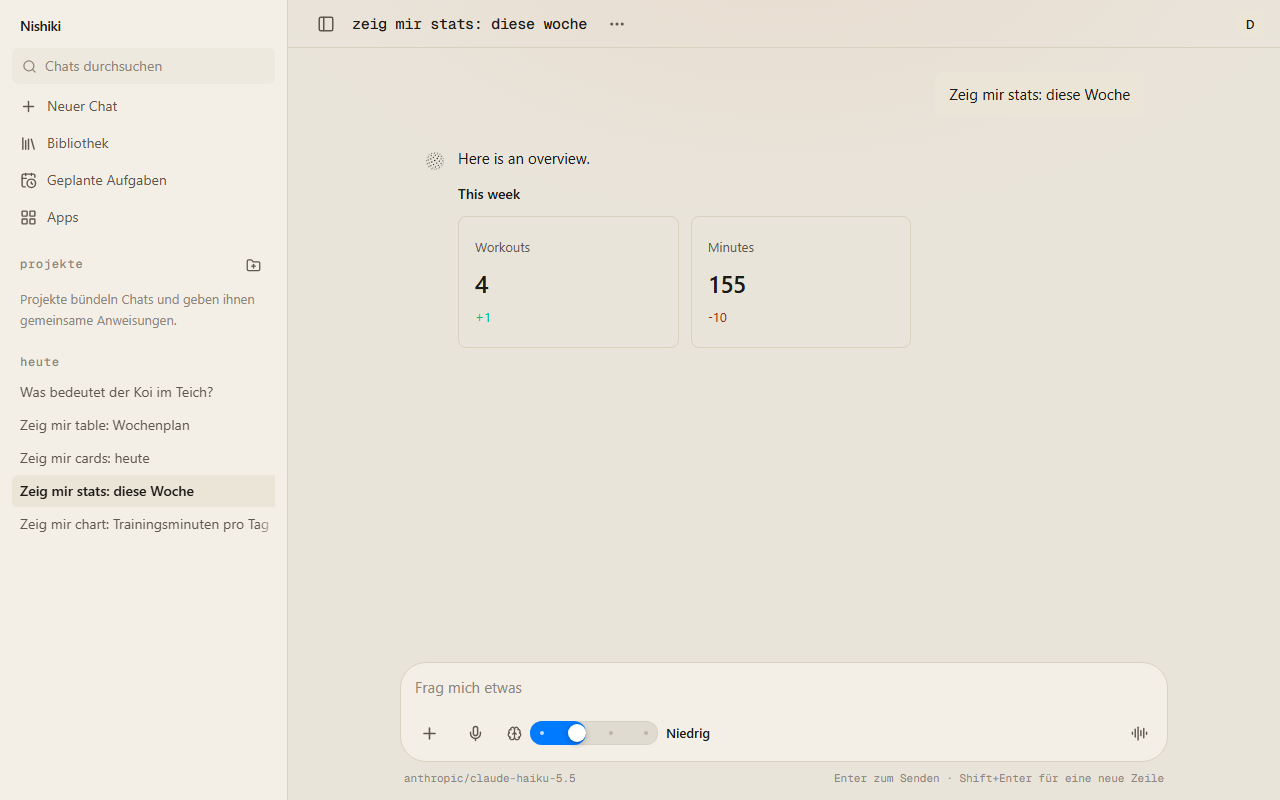 Nishiki
Chats durchsuchen
Neuer Chat
Bibliothek
Geplante Aufgaben
Apps
projekte
Projekte bündeln Chats und geben ihnen
gemeinsame Anweisungen.
heute
Was bedeutet der Koi im Teich?
Zeig mir table: Wochenplan
Zeig mir cards: heute
Zeig mir stats: diese Woche
Zeig mir chart: Trainingsminuten pro Tag
zeig mir stats: diese woche
D
Zeig mir stats: diese Woche
Here is an overview.
This week
Workouts
4
+1
Minutes
155
-10
Frag mich etwas
Niedrig
anthropic/claude-haiku-5.5
Enter zum Senden · Shift+Enter für eine neue Zeile